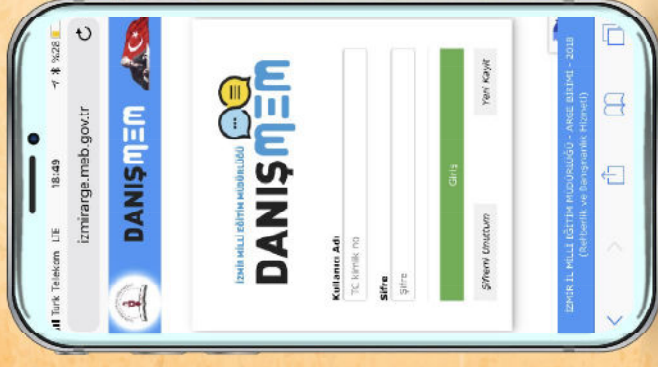 Turk Telekom LTE 18:49 %28
izmirarge.meb.gov.tr
DANIŞMEM
İZMİR MİLLİ EĞİTİM MÜDÜRLÜĞÜ
DANIŞMEM
Kullanıcı Adı
TC kimlik no
Şifre
Şifre
Giriş
Şifremi Unuttum
Yeni Kayıt
İZMİR İL MİLLİ EĞİTİM MÜDÜRLÜĞÜ - ARGE BİRİMİ - 2018
(Rehberlik ve Danışmanlık Hizmeti)